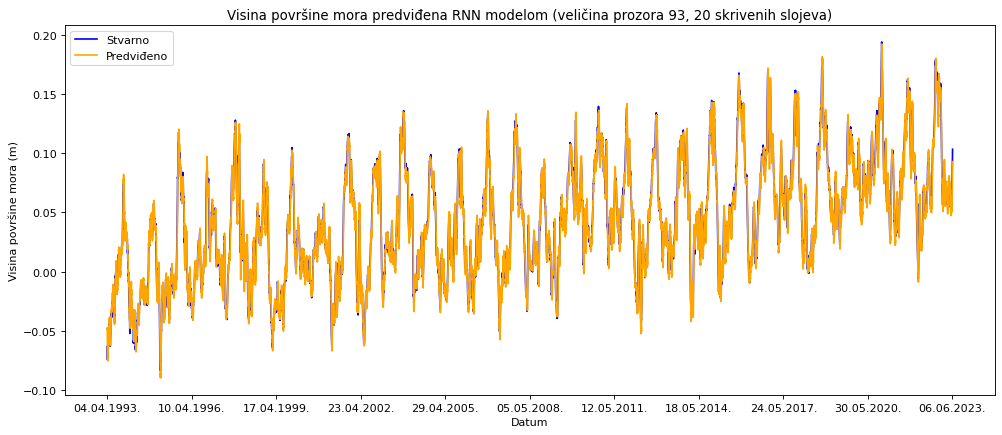 Visina površine mora predviđena RNN modelom (veličina prozora 93, 20 skrivenih slojeva)
Stvarno
Predviđeno
Visina površine mora (m)
0.20
0.15
0.10
0.05
0.00
−0.05
−0.10
04.04.1993. 10.04.1996. 17.04.1999. 23.04.2002. 29.04.2005. 05.05.2008. 12.05.2011. 18.05.2014. 24.05.2017. 30.05.2020. 06.06.2023.
Datum